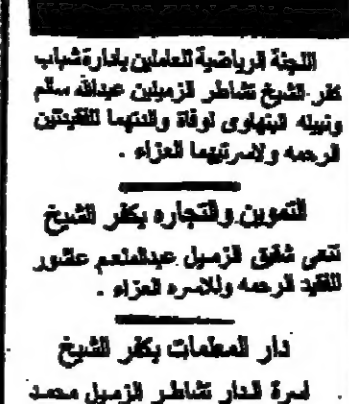 اللجنة الرياضية للعاملين بادارة شباب
كفر الشيخ تشاطر الزميلين عبدالله سالم
ونبيله البنهاوى لوفاة والدتهما للفقيدتين
الرحمه ولاسرتيهما العزاء .
التموين والتجاره بكفر الشيخ
تنعى شقيق الزميل عبدالمنعم عاشور
للفقيد الرحمه وللاسره العزاء .
دار المعلمات بكفر الشيخ
اسرة الدار تشاطر الزميل محمد